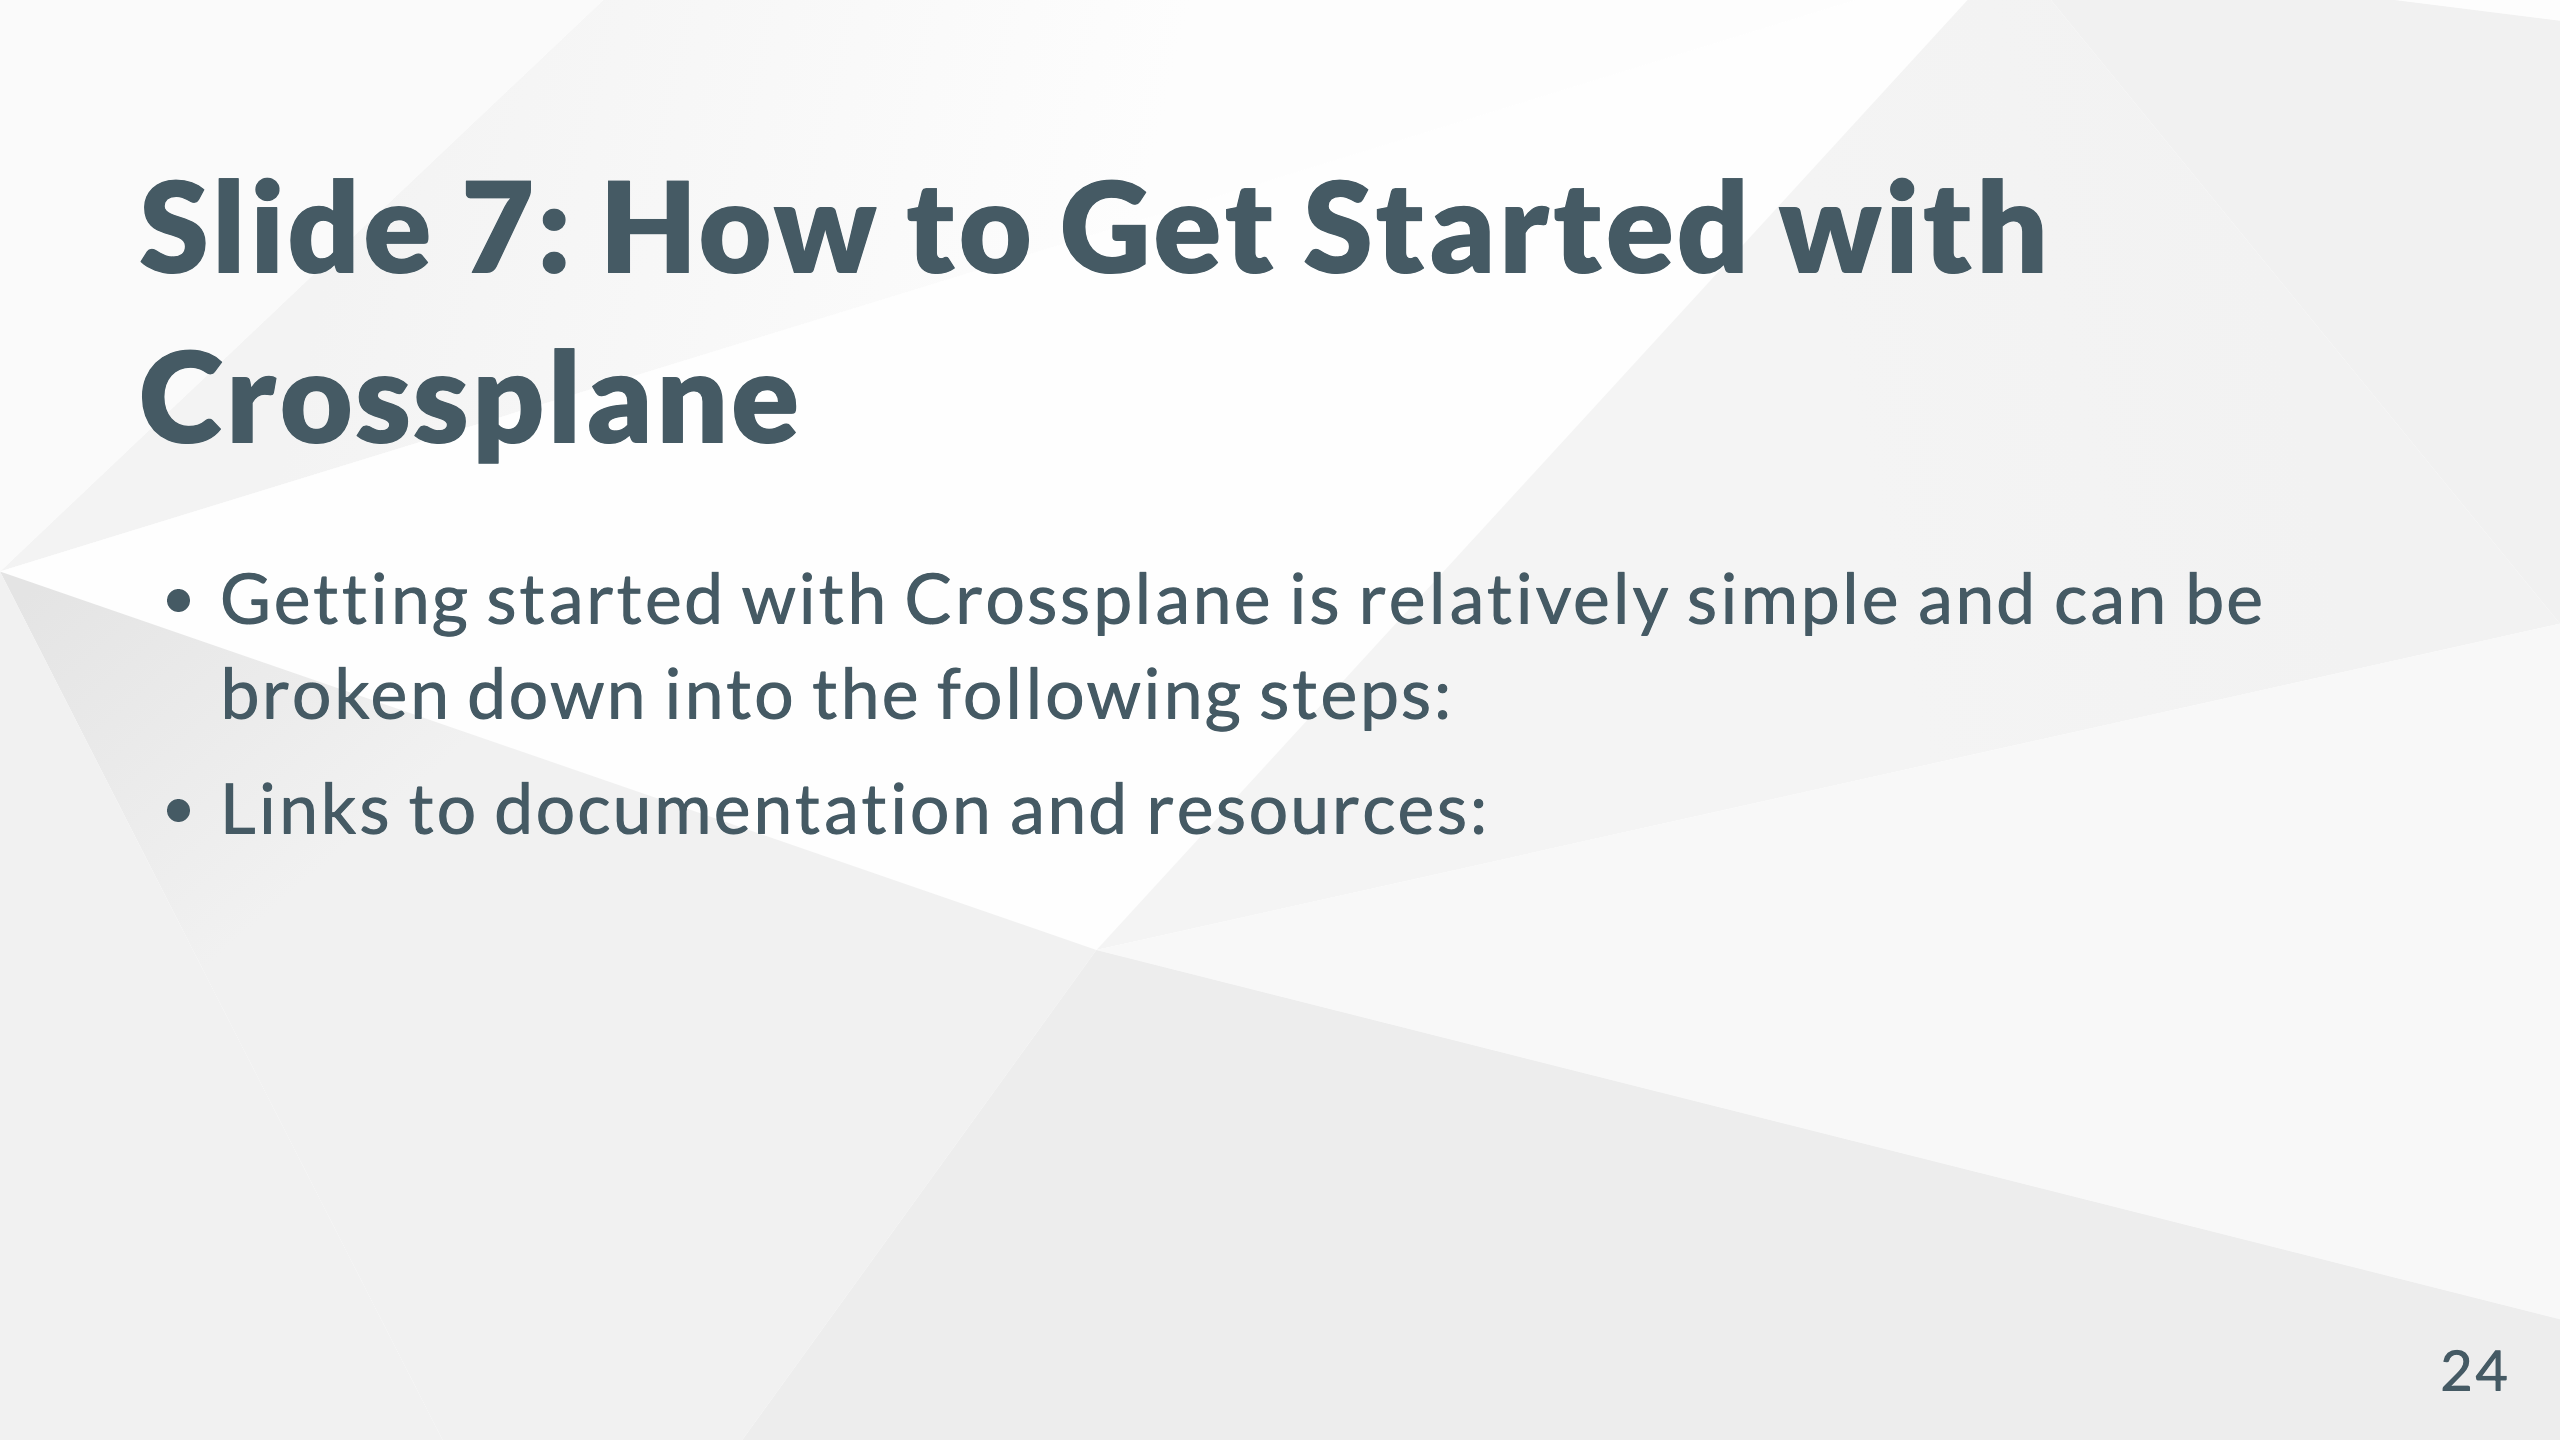 Slide 7: How to Get Started with
Crossplane
• Getting started with Crossplane is relatively simple and can be
broken down into the following steps:
• Links to documentation and resources:
24